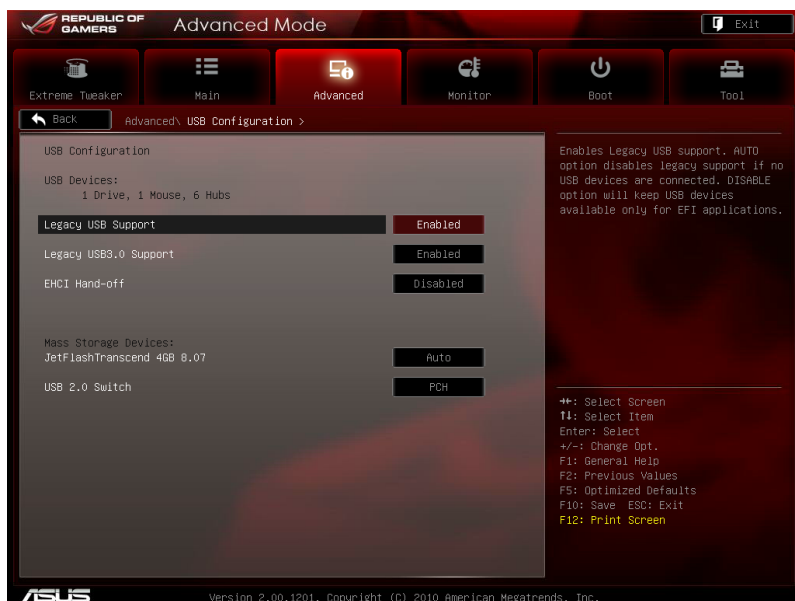 REPUBLIC OF
GAMERS
Advanced Mode
Exit
Extreme Tweaker
Main
Advanced
Monitor
Boot
Tool
Back
Advanced\ USB Configuration >
USB Configuration
USB Devices:
1 Drive, 1 Mouse, 6 Hubs
Legacy USB Support Enabled
Legacy USB3.0 Support Enabled
EHCI Hand-off Disabled
Mass Storage Devices:
JetFlashTranscend 4GB 8.07 Auto
USB 2.0 Switch PCH
Enables Legacy USB support. AUTO
option disables legacy support if no
USB devices are connected. DISABLE
option will keep USB devices
available only for EFI applications.
→←: Select Screen
↑↓: Select Item
Enter: Select
+/-: Change Opt.
F1: General Help
F2: Previous Values
F5: Optimized Defaults
F10: Save ESC: Exit
F12: Print Screen
ASUS
Version 2.00.1201. Copyright (C) 2010 American Megatrends, Inc.